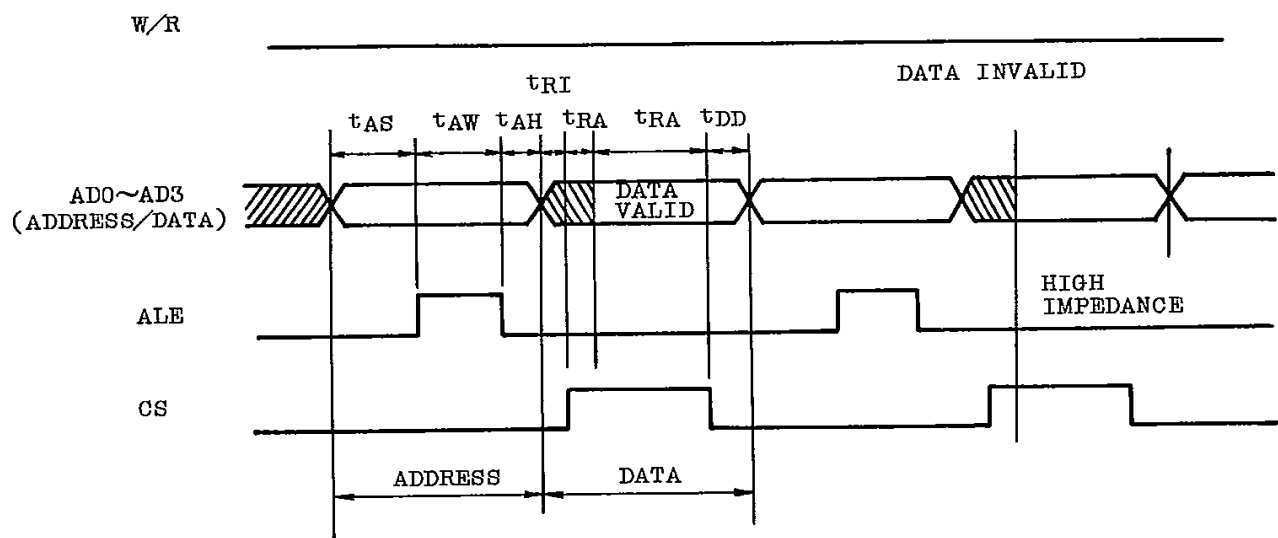 W/R
DATA INVALID
tRI
tAS tAW tAH tRA tRA tDD
AD0~AD3
(ADDRESS/DATA)
DATA
VALID
ALE
HIGH
IMPEDANCE
CS
ADDRESS
DATA